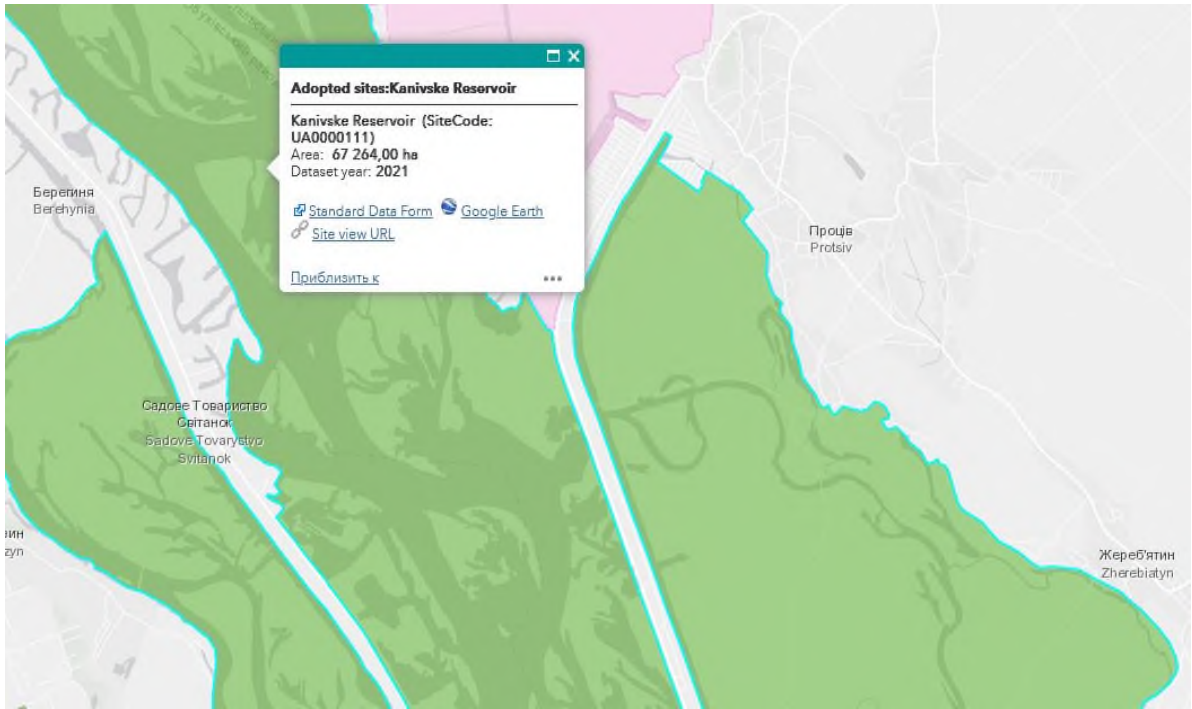 Adopted sites:Kanivske Reservoir
Kanivske Reservoir (SiteCode:
UA0000111)
Area: 67 264,00 ha
Dataset year: 2021
Standard Data Form Google Earth
Site view URL
Приблизить к
Берегиня
Berehynia
Проців
Protsiv
Садове Товариство
Світанок
Sadove Tovarystvo
Svitanok
ин
zyn
Жереб'ятин
Zherebiatyn